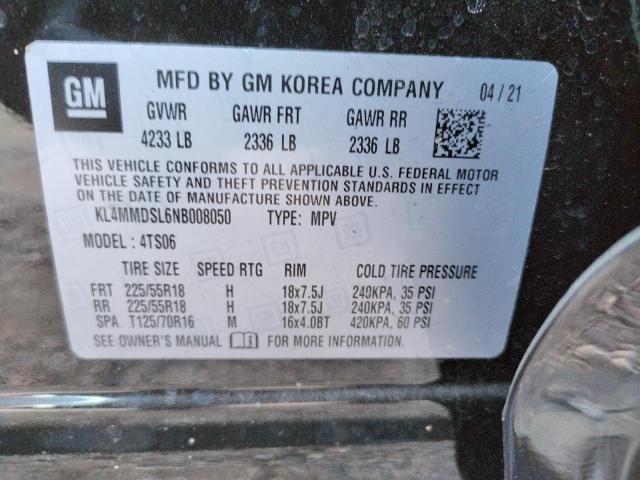 GM MFD BY GM KOREA COMPANY 04/21
GVWR GAWR FRT GAWR RR
4233 LB 2336 LB 2336 LB
THIS VEHICLE CONFORMS TO ALL APPLICABLE U.S. FEDERAL MOTOR
VEHICLE SAFETY AND THEFT PREVENTION STANDARDS IN EFFECT
ON THE DATE OF MANUFACTURE SHOWN ABOVE.
KL4MMDSL6NB008050 TYPE: MPV
MODEL: 4TS06
TIRE SIZE SPEED RTG RIM COLD TIRE PRESSURE
FRT 225/55R18 H 18x7.5J 240KPA, 35 PSI
RR 225/55R18 H 18x7.5J 240KPA, 35 PSI
SPA T125/70R16 M 16x4.0BT 420KPA, 60 PSI
SEE OWNER'S MANUAL FOR MORE INFORMATION.